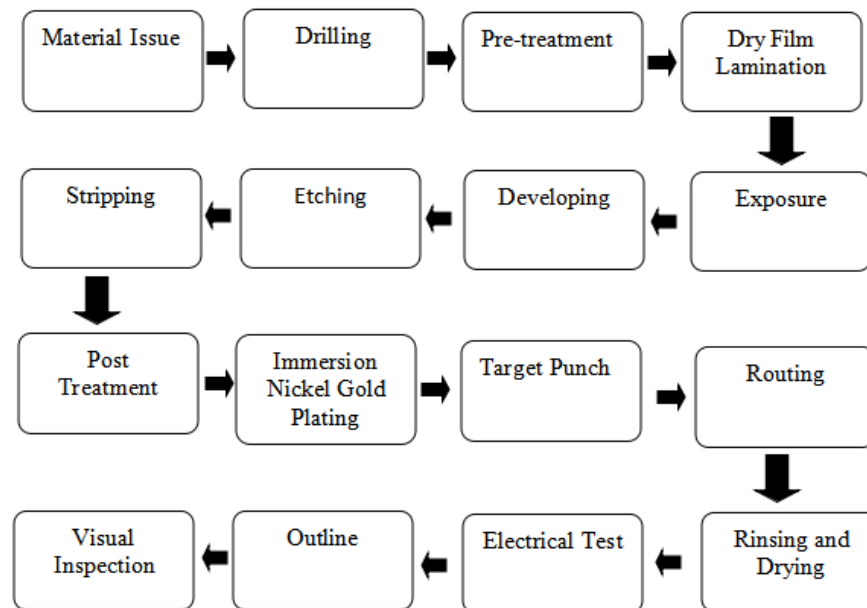 Material Issue
Drilling
Pre-treatment
Dry Film
Lamination
Exposure
Developing
Etching
Stripping
Post
Treatment
Immersion
Nickel Gold
Plating
Target Punch
Routing
Rinsing and
Drying
Electrical Test
Outline
Visual
Inspection